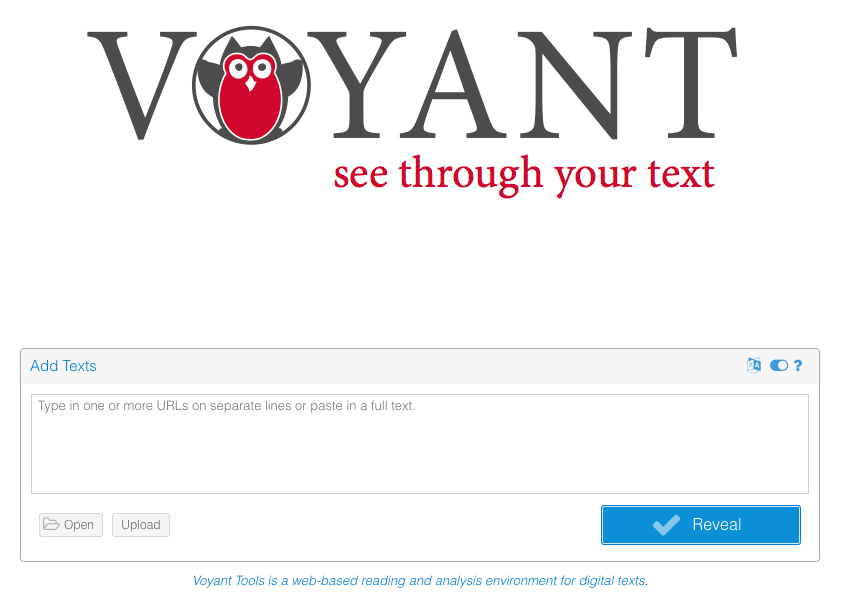 VOYANT
see through your text
Add Texts
?
Type in one or more URLs on separate lines or paste in a full text.
Open Upload Reveal
Voyant Tools is a web-based reading and analysis environment for digital texts.